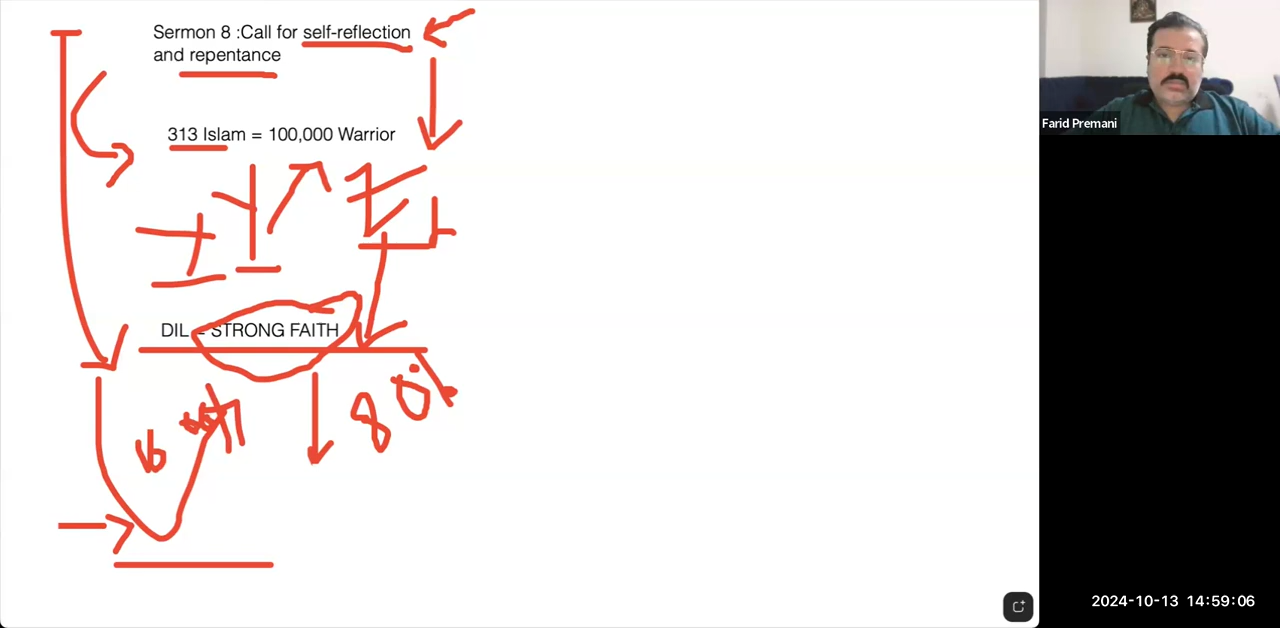 Sermon 8 :Call for self-reflection
and repentance
Farid Premani
313 Islam = 100,000 Warrior
DIL = STRONG FAITH
80%
2024-10-13 14:59:06